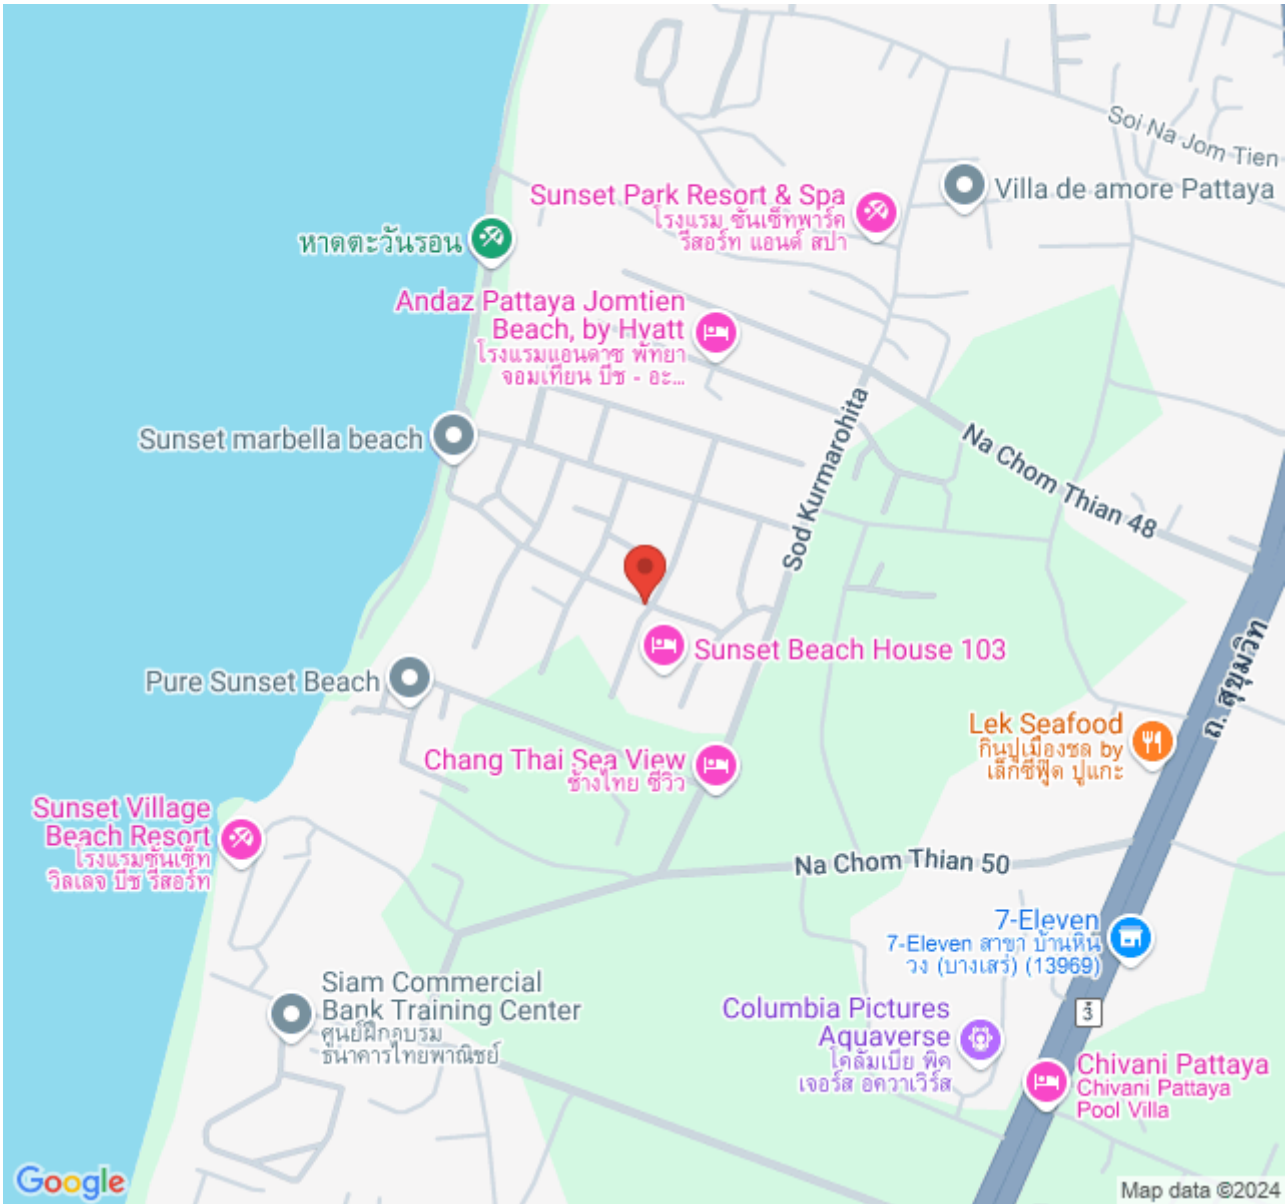 Soi Na Jom Tien
Sunset Park Resort & Spa
โรงแรม ซันเซ็ทพาร์ค
รีสอร์ท แอนด์ สปา
Villa de amore Pattaya
หาดตะวันรอน
Andaz Pattaya Jomtien
Beach, by Hyatt
โรงแรมแอนดาซ พัทยา
จอมเทียน บีช - อะ...
Sunset marbella beach
Sod Kurmarohita
Na Chom Thian 48
Sunset Beach House 103
Pure Sunset Beach
ถ. สุขุมวิท
Lek Seafood
กินปูเมืองชล by
เล็กซีฟู๊ด ปูแกะ
Chang Thai Sea View
ช้างไทย ซีวิว
Sunset Village
Beach Resort
โรงแรมซันเซ็ท
วิลเลจ บีช รีสอร์ท
Na Chom Thian 50
7-Eleven
7-Eleven สาขา บ้านหิน
วง (บางเสร่) (13969)
Siam Commercial
Bank Training Center
ศูนย์ฝึกอบรม
ธนาคารไทยพาณิชย์
Columbia Pictures
Aquaverse
โคลัมเบีย พิค
เจอร์ส อควาเวิร์ส
3
Chivani Pattaya
Chivani Pattaya
Pool Villa
Google
Map data ©2024